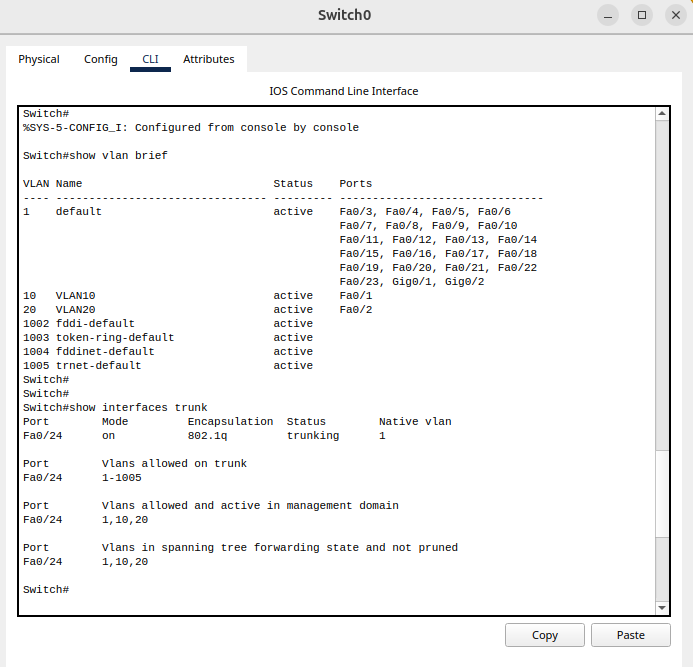 Switch0
Physical Config CLI Attributes
IOS Command Line Interface
Switch#
%SYS-5-CONFIG_I: Configured from console by console
Switch#show vlan brief
VLAN Name                             Status    Ports
---- -------------------------------- --------- -------------------------------
1    default                          active    Fa0/3, Fa0/4, Fa0/5, Fa0/6
                                                Fa0/7, Fa0/8, Fa0/9, Fa0/10
                                                Fa0/11, Fa0/12, Fa0/13, Fa0/14
                                                Fa0/15, Fa0/16, Fa0/17, Fa0/18
                                                Fa0/19, Fa0/20, Fa0/21, Fa0/22
                                                Fa0/23, Gig0/1, Gig0/2
10   VLAN10                           active    Fa0/1
20   VLAN20                           active    Fa0/2
1002 fddi-default                     active
1003 token-ring-default               active
1004 fddinet-default                  active
1005 trnet-default                    active
Switch#
Switch#
Switch#show interfaces trunk
Port        Mode         Encapsulation  Status        Native vlan
Fa0/24      on           802.1q         trunking      1
Port        Vlans allowed on trunk
Fa0/24      1-1005
Port        Vlans allowed and active in management domain
Fa0/24      1,10,20
Port        Vlans in spanning tree forwarding state and not pruned
Fa0/24      1,10,20
Switch#
Copy Paste